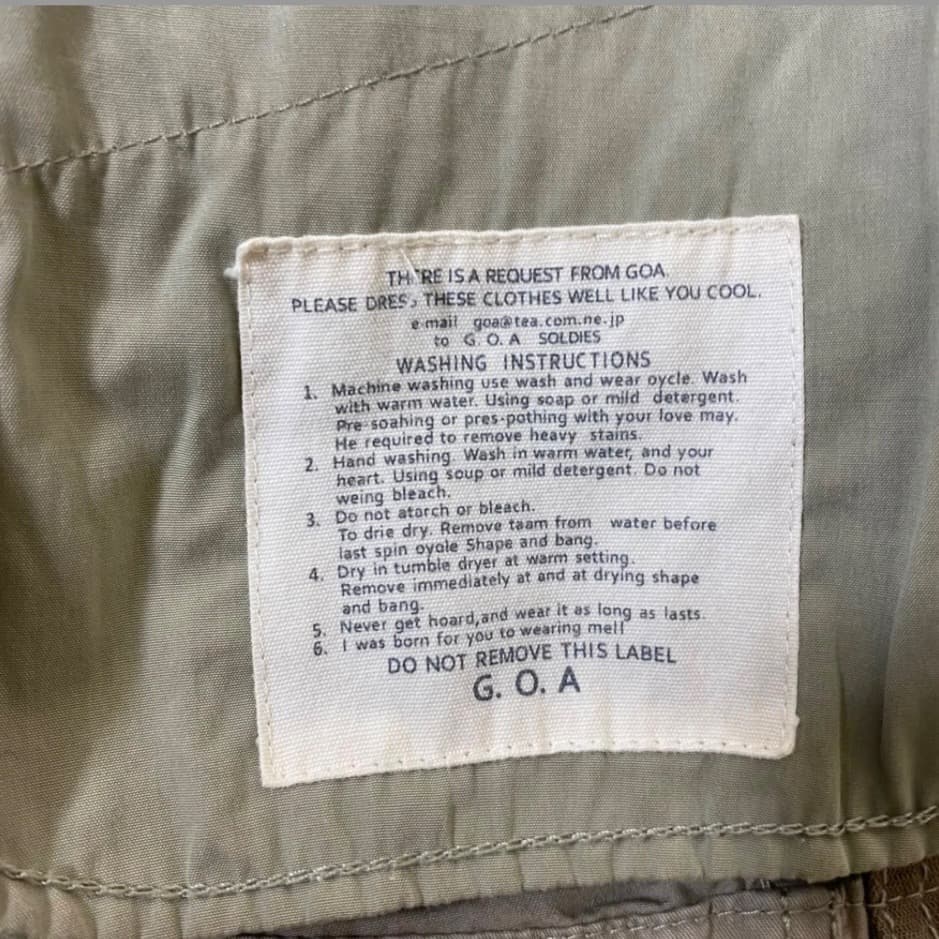 THERE IS A REQUEST FROM GOA.
PLEASE DRESS THESE CLOTHES WELL LIKE YOU COOL.
e-mail goa@tea.com.ne.jp
to G. O. A SOLDIES
WASHING INSTRUCTIONS
1. Machine washing use wash and wear oycle. Wash
with warm water. Using soap or mild detergent.
Pre-soahing or pres-pothing with your love may.
He required to remove heavy stains.
2. Hand washing. Wash in warm water, and your
heart. Using soup or mild detergent. Do not
weing bleach.
3. Do not atarch or bleach.
To drie dry. Remove taam from water before
last spin oyole Shape and bang.
4. Dry in tumble dryer at warm setting.
Remove immediately at and at drying shape
and bang.
5. Never get hoard,and wear it as long as lasts.
6. I was born for you to wearing mell
DO NOT REMOVE THIS LABEL
G. O. A